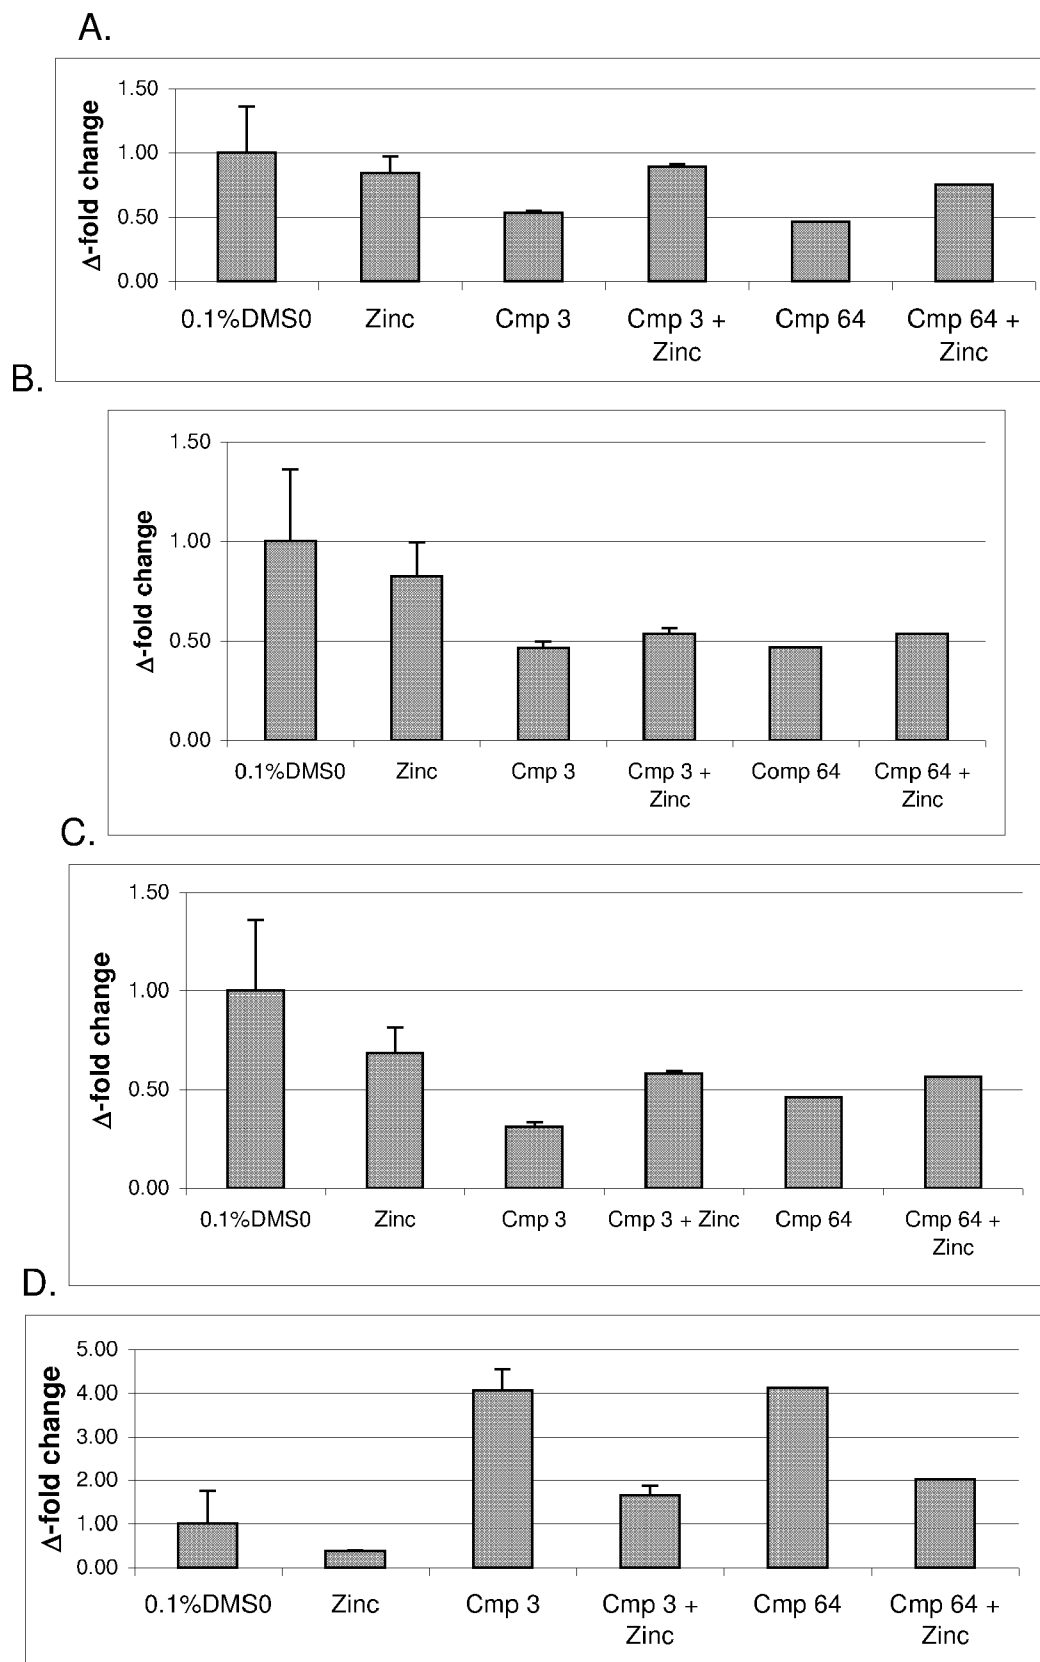 A.
Δ-fold change
1.50
1.00
0.50
0.00
0.1%DMS0
Zinc
Cmp 3
Cmp 3 +
Zinc
Cmp 64
Cmp 64 +
Zinc
B.
Δ-fold change
1.50
1.00
0.50
0.00
0.1%DMS0
Zinc
Cmp 3
Cmp 3 +
Zinc
Comp 64
Cmp 64 +
Zinc
C.
Δ-fold change
1.50
1.00
0.50
0.00
0.1%DMS0
Zinc
Cmp 3
Cmp 3 + Zinc
Cmp 64
Cmp 64 +
Zinc
D.
Δ-fold change
5.00
4.00
3.00
2.00
1.00
0.00
0.1%DMS0
Zinc
Cmp 3
Cmp 3 +
Zinc
Cmp 64
Cmp 64 +
Zinc